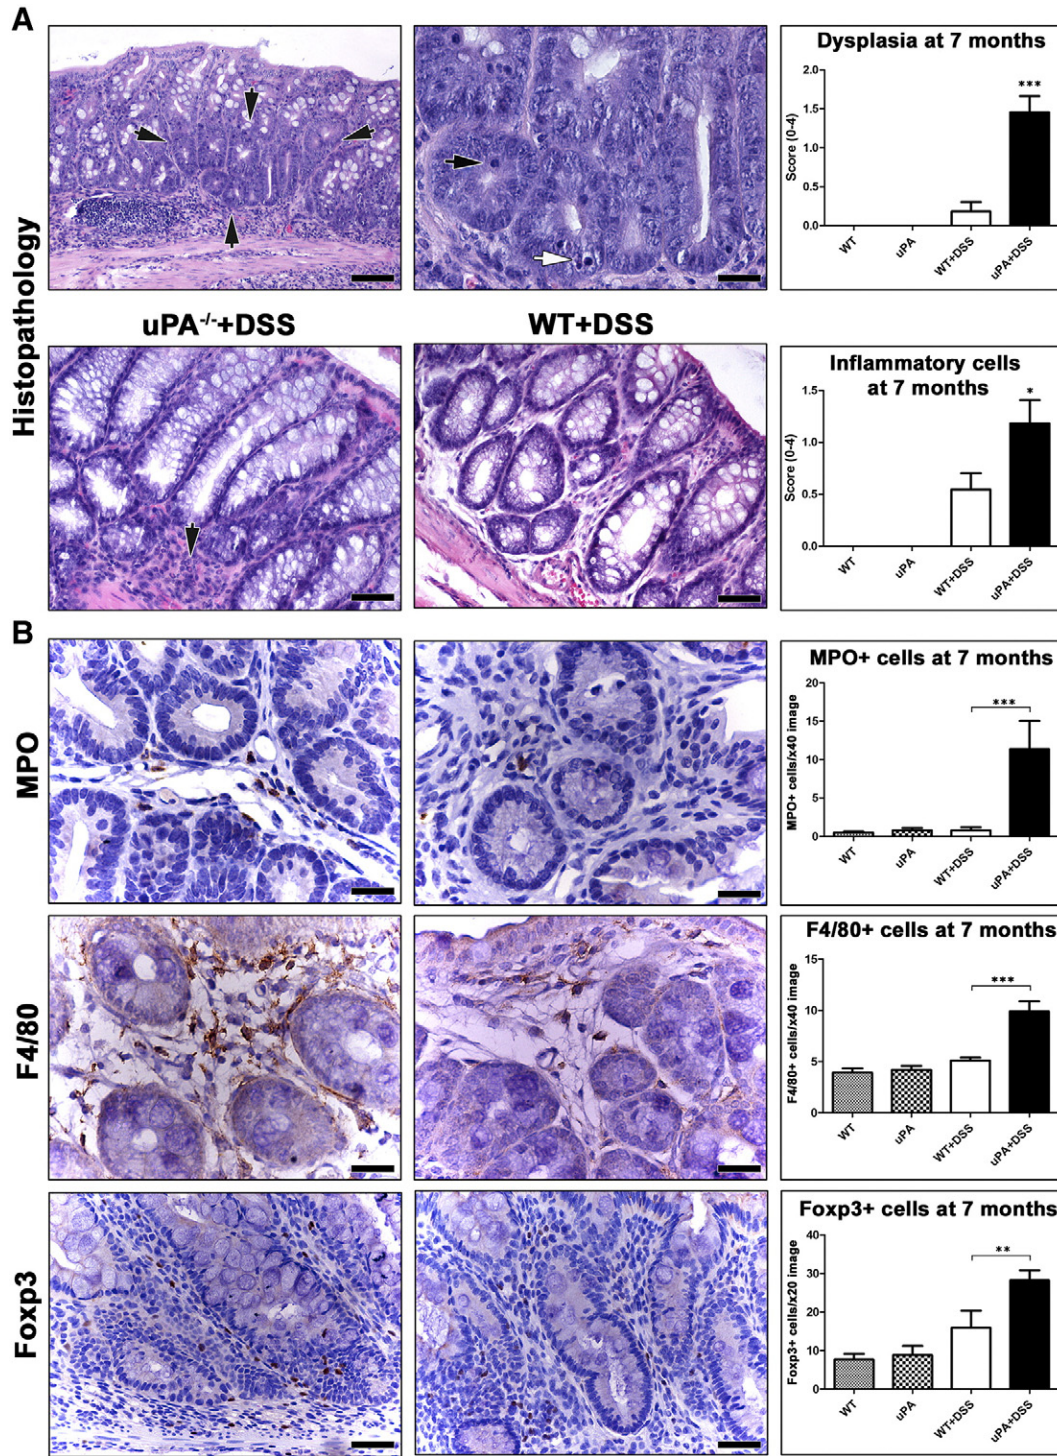 A
Histopathology
Dysplasia at 7 months
Score (0-4)
2.0
1.5
1.0
0.5
0.0
***
WT
uPA
WT+DSS
uPA+DSS
uPA-/-+DSS
WT+DSS
Inflammatory cells
at 7 months
Score (0-4)
1.5
1.0
0.5
0.0
*
WT
uPA
WT+DSS
uPA+DSS
B
MPO
MPO+ cells at 7 months
MPO+ cells/x40 image
20
15
10
5
0
***
WT
uPA
WT+DSS
uPA+DSS
F4/80
F4/80+ cells at 7 months
F4/80+ cells/x40 image
15
10
5
0
***
WT
uPA
WT+DSS
uPA+DSS
Foxp3
Foxp3+ cells at 7 months
Foxp3+ cells/x20 image
40
30
20
10
0
**
WT
uPA
WT+DSS
uPA+DSS